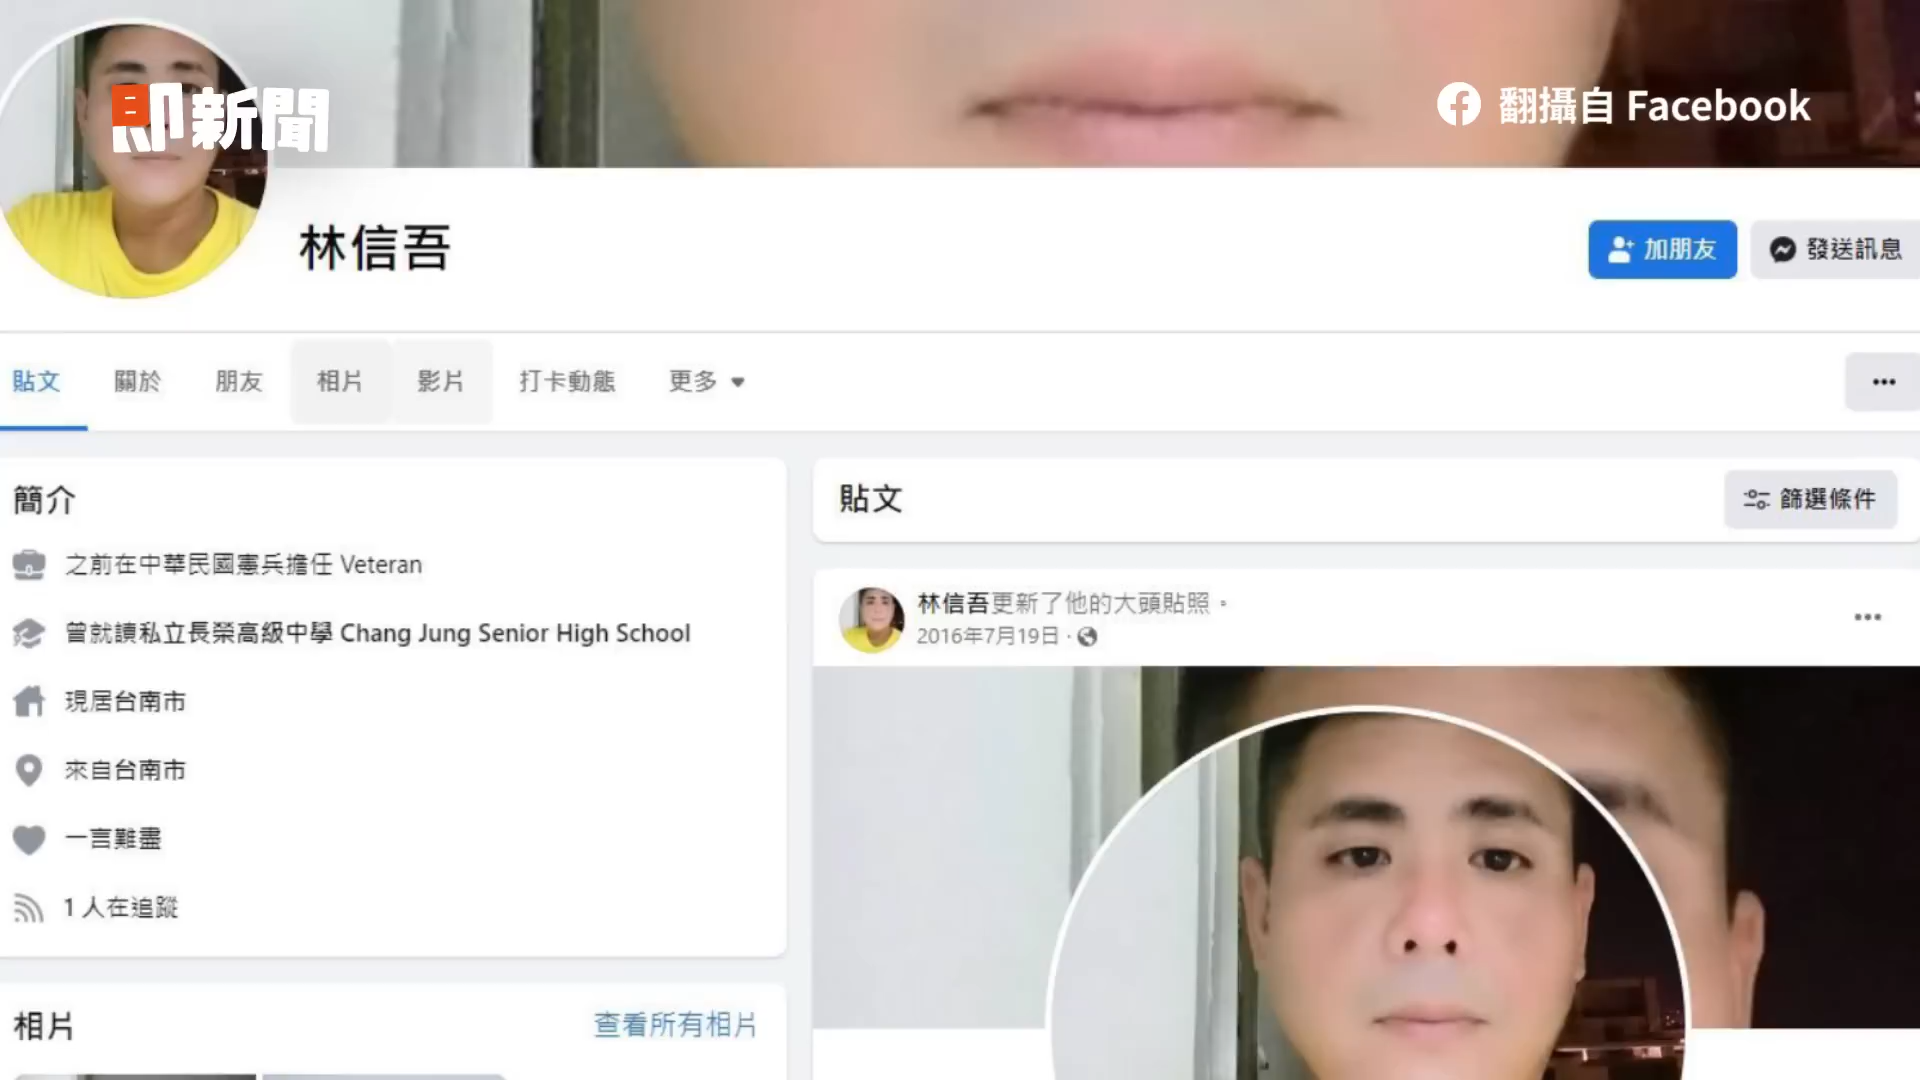 即新聞
翻攝自 Facebook
林信吾
加朋友
發送訊息
貼文 關於 朋友 相片 影片 打卡動態 更多
簡介
之前在中華民國憲兵擔任 Veteran
曾就讀私立長榮高級中學 Chang Jung Senior High School
現居台南市
來自台南市
一言難盡
1 人在追蹤
相片 查看所有相片
貼文 篩選條件
林信吾更新了他的大頭貼照。
2016年7月19日 ·